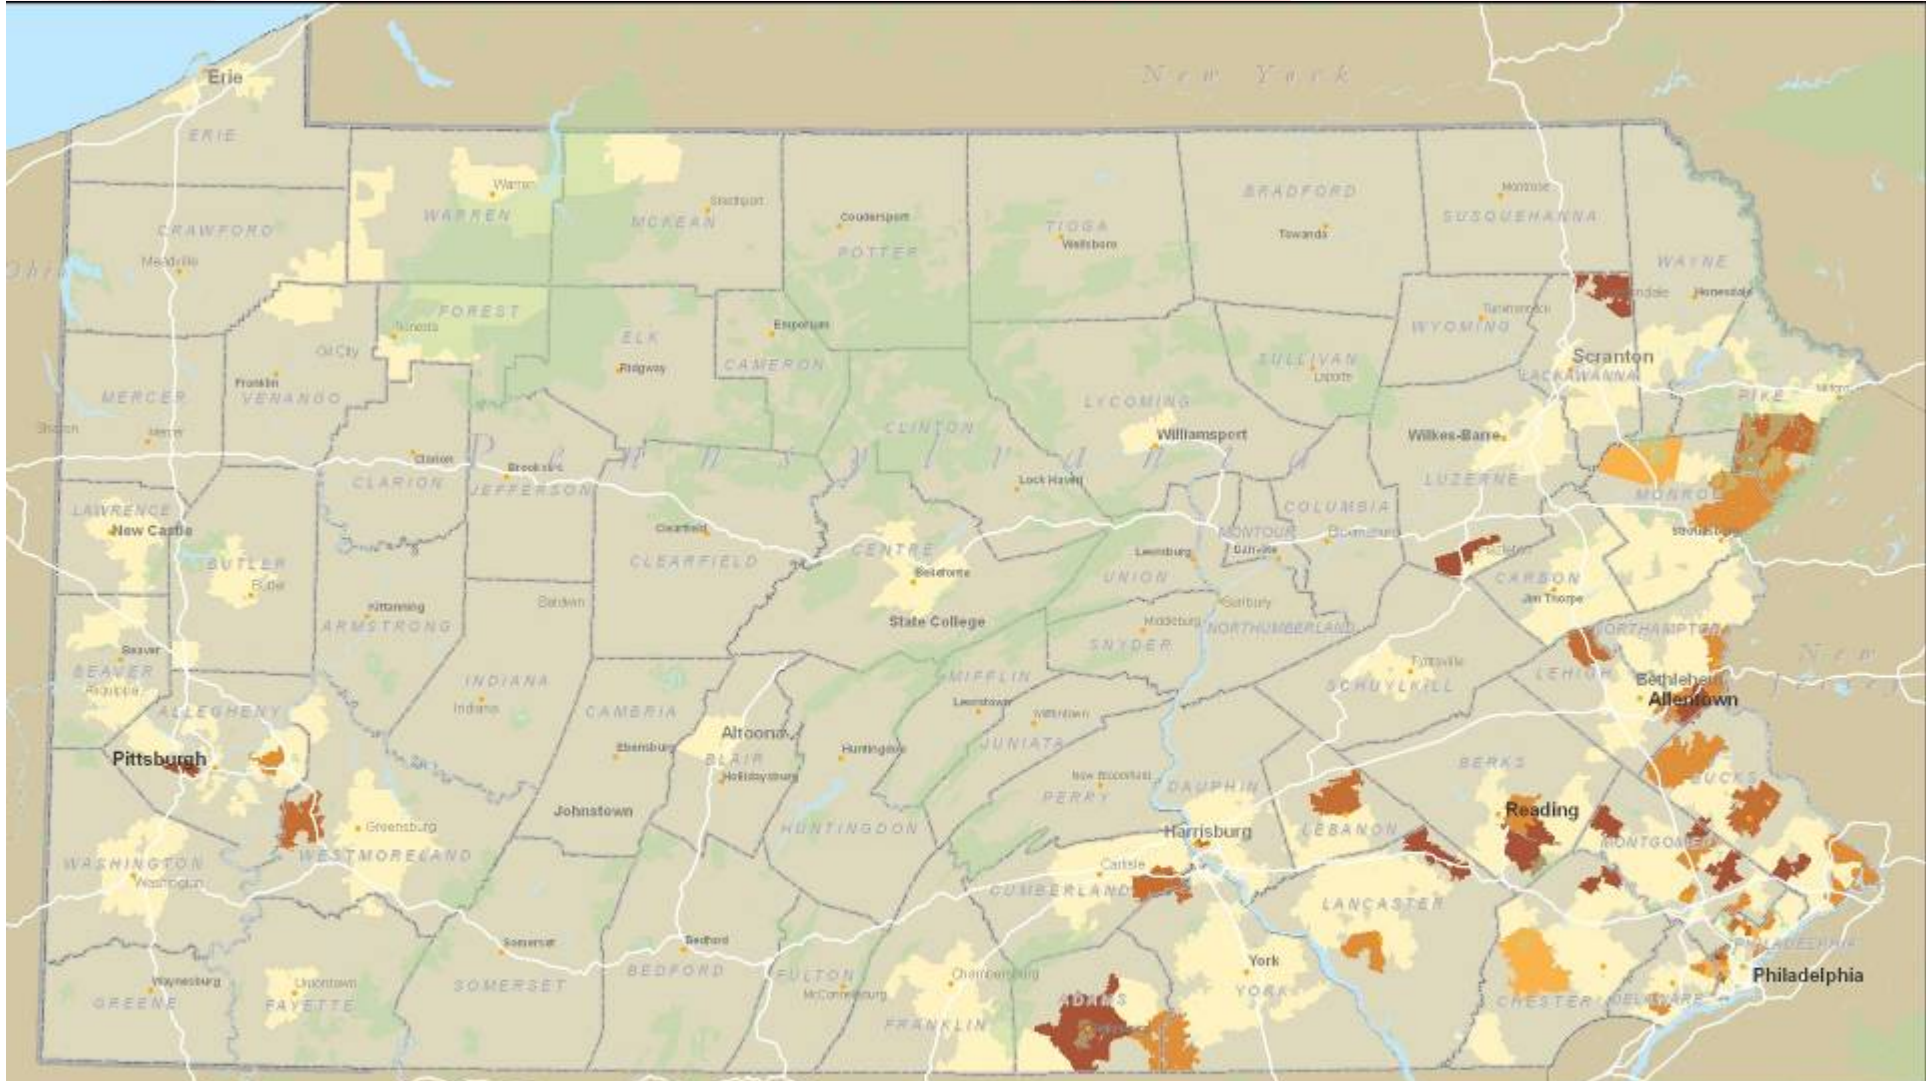 New York
Erie
ERIE
Warren
WARREN
MCKEAN
Smethport
Coudersport
POTTER
TIOGA
Wellsboro
BRADFORD
Towanda
Montrose
SUSQUEHANNA
CRAWFORD
Meadville
Ohio
WAYNE
Honesdale
FOREST
Tionesta
ELK
Ridgway
Emporium
CAMERON
Tunkhannock
WYOMING
SULLIVAN
Laporte
Scranton
LACKAWANNA
Oil City
Franklin
VENANGO
MERCER
Mercer
Sharon
LYCOMING
Williamsport
Wilkes-Barre
PIKE
Milford
CLINTON
Pennsylvania
Clarion
CLARION
Brookville
JEFFERSON
Lock Haven
LUZERNE
MONROE
LAWRENCE
New Castle
Clearfield
CLEARFIELD
CENTRE
Bellefonte
State College
COLUMBIA
MONTOUR
Bloomsburg
Danville
Lewisburg
UNION
Stroudsburg
Hazleton
CARBON
Jim Thorpe
BUTLER
Butler
Kittanning
ARMSTRONG
Sunbury
Middleburg
NORTHUMBERLAND
SNYDER
NORTHAMPTON
Beaver
BEAVER
Aliquippa
INDIANA
Indiana
CAMBRIA
MIFFLIN
Lewistown
Mifflintown
JUNIATA
Pottsville
SCHUYLKILL
LEHIGH
Bethlehem
Allentown
New
Jersey
ALLEGHENY
Pittsburgh
Ebensburg
Altoona
BLAIR
Hollidaysburg
Huntingdon
HUNTINGDON
New Bloomfield
PERRY
DAUPHIN
BERKS
BUCKS
Johnstown
Greensburg
WESTMORELAND
Harrisburg
LEBANON
Reading
MONTGOMERY
WASHINGTON
Washington
Carlisle
CUMBERLAND
LANCASTER
Somerset
SOMERSET
Bedford
BEDFORD
FULTON
McConnellsburg
Chambersburg
FRANKLIN
York
YORK
PHILADELPHIA
Philadelphia
Waynesburg
GREENE
Uniontown
FAYETTE
ADAMS
CHESTER
DELAWARE